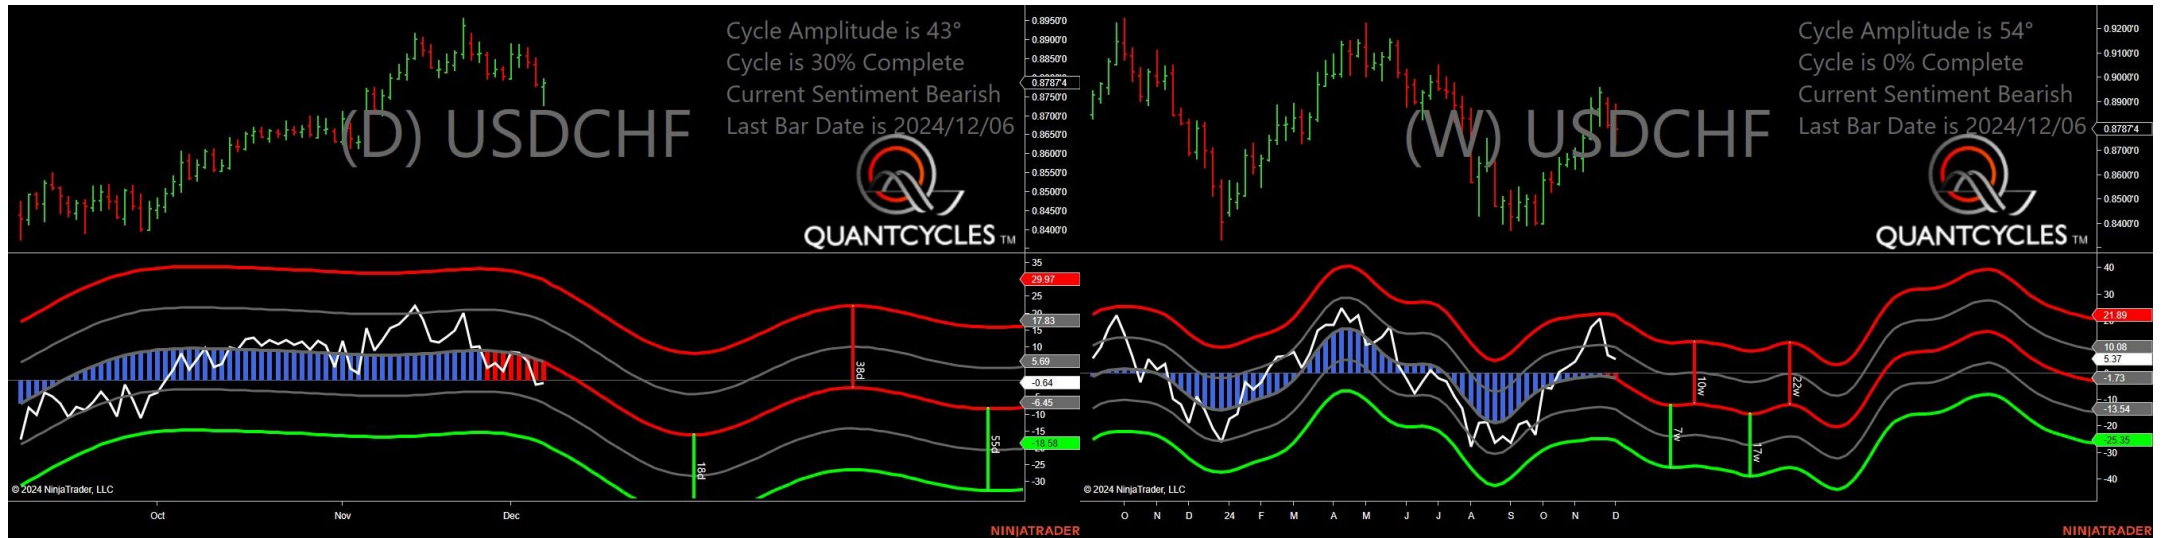 Cycle Amplitude is 43°
Cycle is 30% Complete
Current Sentiment Bearish
Last Bar Date is 2024/12/06
(D) USDCHF
QUANTCYCLES TM
0.8950'0
0.8900'0
0.8850'0
0.8787'4
0.8750'0
0.8700'0
0.8650'0
0.8600'0
0.8550'0
0.8500'0
0.8450'0
0.8400'0
35
29.97
25
17.83
15
10
5.69
-0.64
-6.45
-10
-15
-18.58
-25
-30
18d
38d
55d
© 2024 NinjaTrader, LLC
Oct Nov Dec
NINJATRADER
Cycle Amplitude is 54°
Cycle is 0% Complete
Current Sentiment Bearish
Last Bar Date is 2024/12/06
(W) USDCHF
QUANTCYCLES TM
0.9200'0
0.9100'0
0.9000'0
0.8900'0
0.8787'4
0.8700'0
0.8600'0
0.8500'0
0.8400'0
40
30
21.89
10.08
5.37
-1.73
-10
-13.54
-20
-25.35
-30
-40
7w
10w
17w
22w
© 2024 NinjaTrader, LLC
O N D 24 F M A M J J A S O N D
NINJATRADER